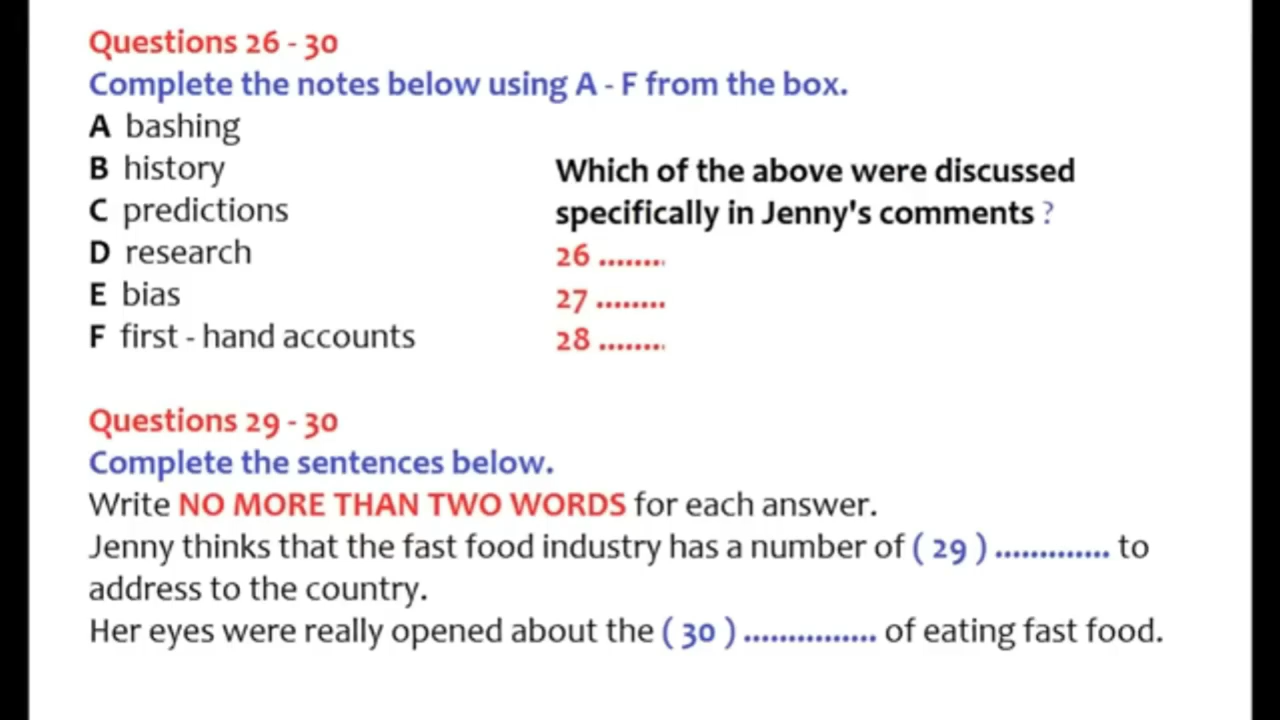 Questions 26 - 30
Complete the notes below using A - F from the box.
A bashing
B history
C predictions
D research
E bias
F first - hand accounts
Which of the above were discussed
specifically in Jenny's comments ?
26 ........
27 ........
28 ........
Questions 29 - 30
Complete the sentences below.
Write NO MORE THAN TWO WORDS for each answer.
Jenny thinks that the fast food industry has a number of ( 29 ) ............. to
address to the country.
Her eyes were really opened about the ( 30 ) ............... of eating fast food.